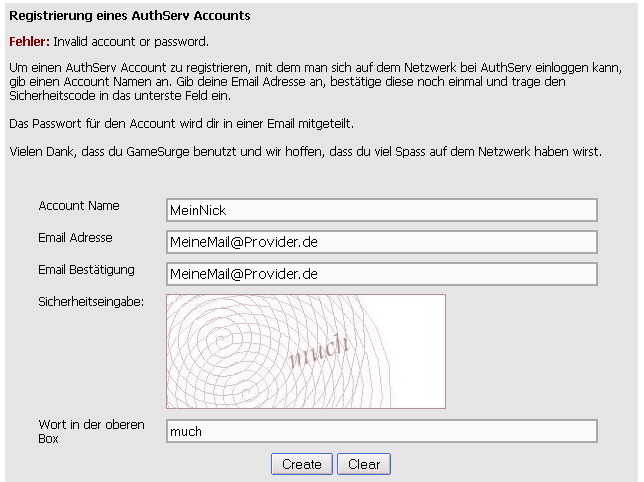 Registrierung eines AuthServ Accounts
Fehler: Invalid account or password.
Um einen AuthServ Account zu registrieren, mit dem man sich auf dem Netzwerk bei AuthServ einloggen kann,
gib einen Account Namen an. Gib deine Email Adresse an, bestätige diese noch einmal und trage den
Sicherheitscode in das unterste Feld ein.
Das Passwort für den Account wird dir in einer Email mitgeteilt.
Vielen Dank, dass du GameSurge benutzt und wir hoffen, dass du viel Spass auf dem Netzwerk haben wirst.
Account Name
MeinNick
Email Adresse
MeineMail@Provider.de
Email Bestätigung
MeineMail@Provider.de
Sicherheitseingabe:
much
Wort in der oberen
Box
much
Create
Clear